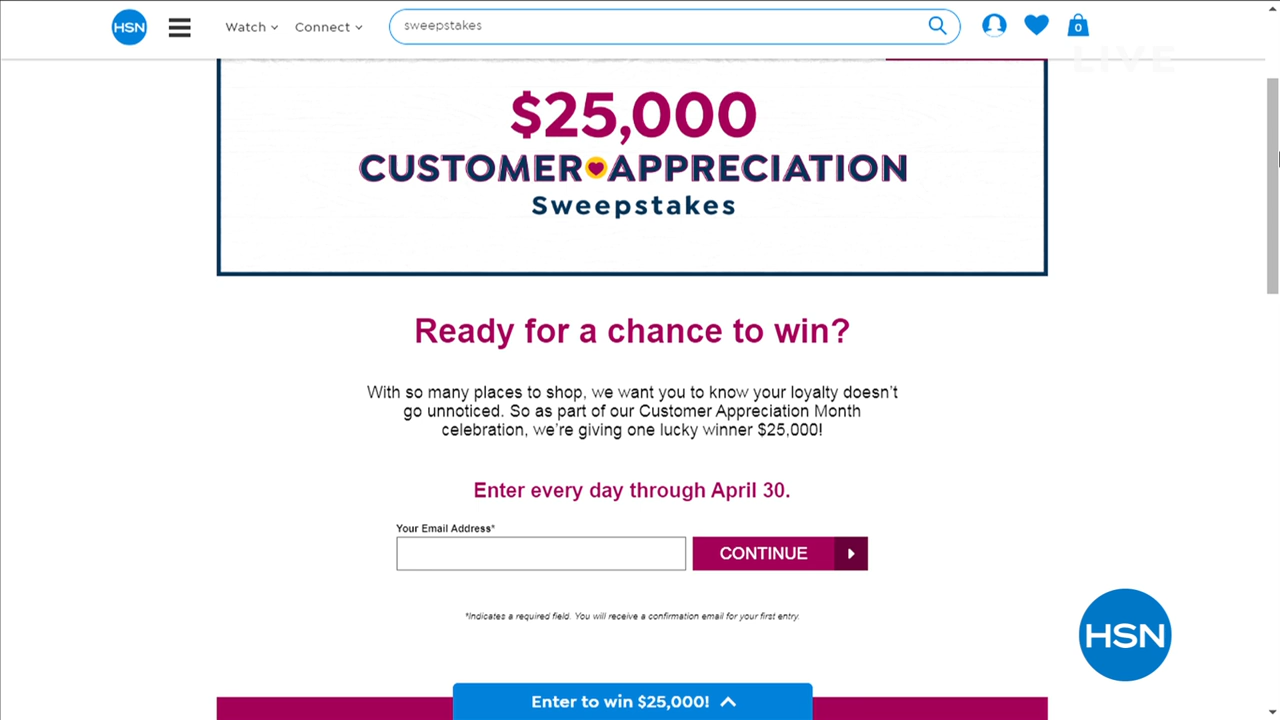 HSN
Watch
Connect
sweepstakes
0
LIVE
$25,000
CUSTOMER APPRECIATION
Sweepstakes
Ready for a chance to win?
With so many places to shop, we want you to know your loyalty doesn't
go unnoticed. So as part of our Customer Appreciation Month
celebration, we're giving one lucky winner $25,000!
Enter every day through April 30.
Your Email Address*
CONTINUE
*Indicates a required field. You will receive a confirmation email for your first entry.
HSN
Enter to win $25,000!